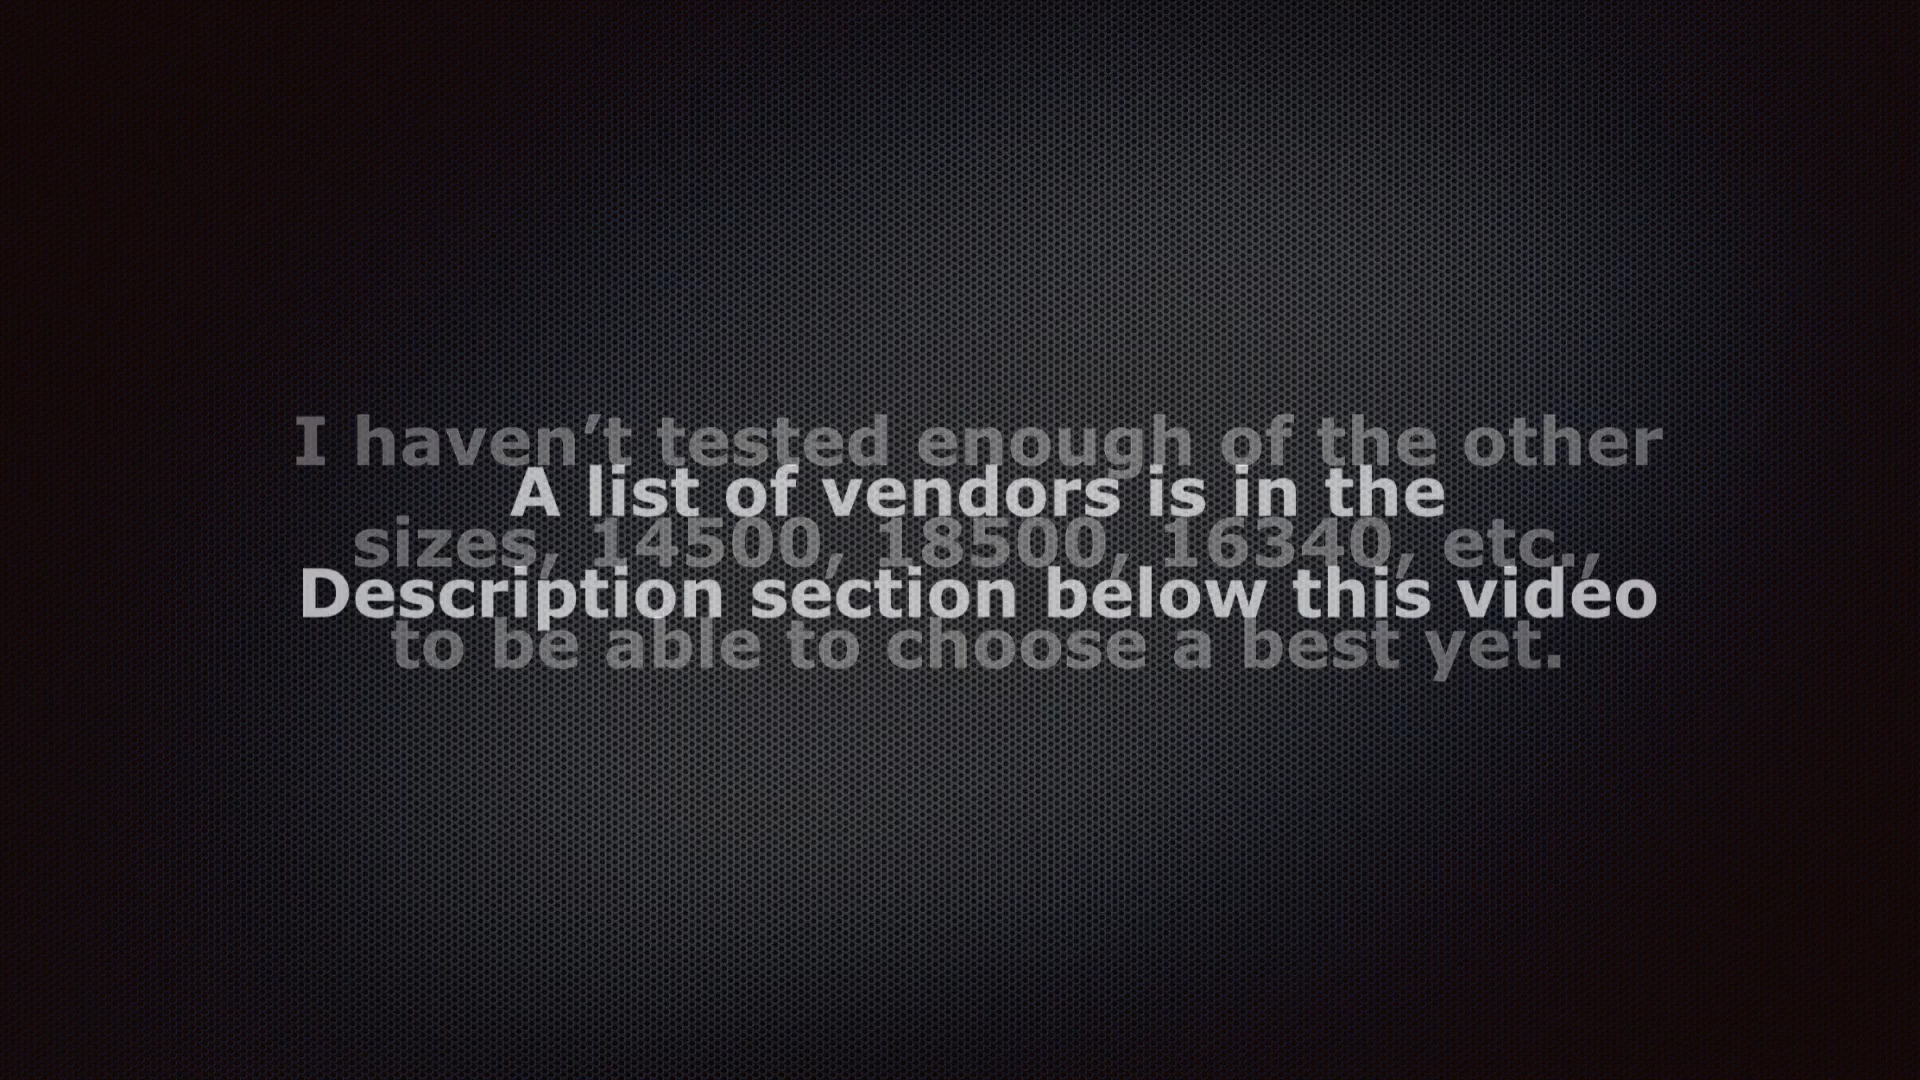 I haven’t tested enough of the other
sizes, 14500, 18500, 16340, etc.,
to be able to choose a best yet.
A list of vendors is in the
Description section below this video